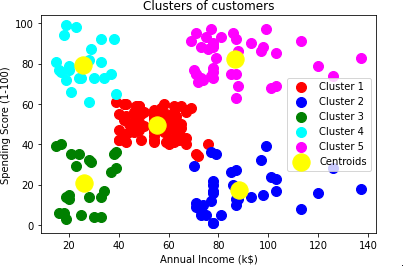 Clusters of customers
Spending Score (1-100)
100
80
60
40
20
0
Cluster 1
Cluster 2
Cluster 3
Cluster 4
Cluster 5
Centroids
20
40
60
80
100
120
140
Annual Income (k$)